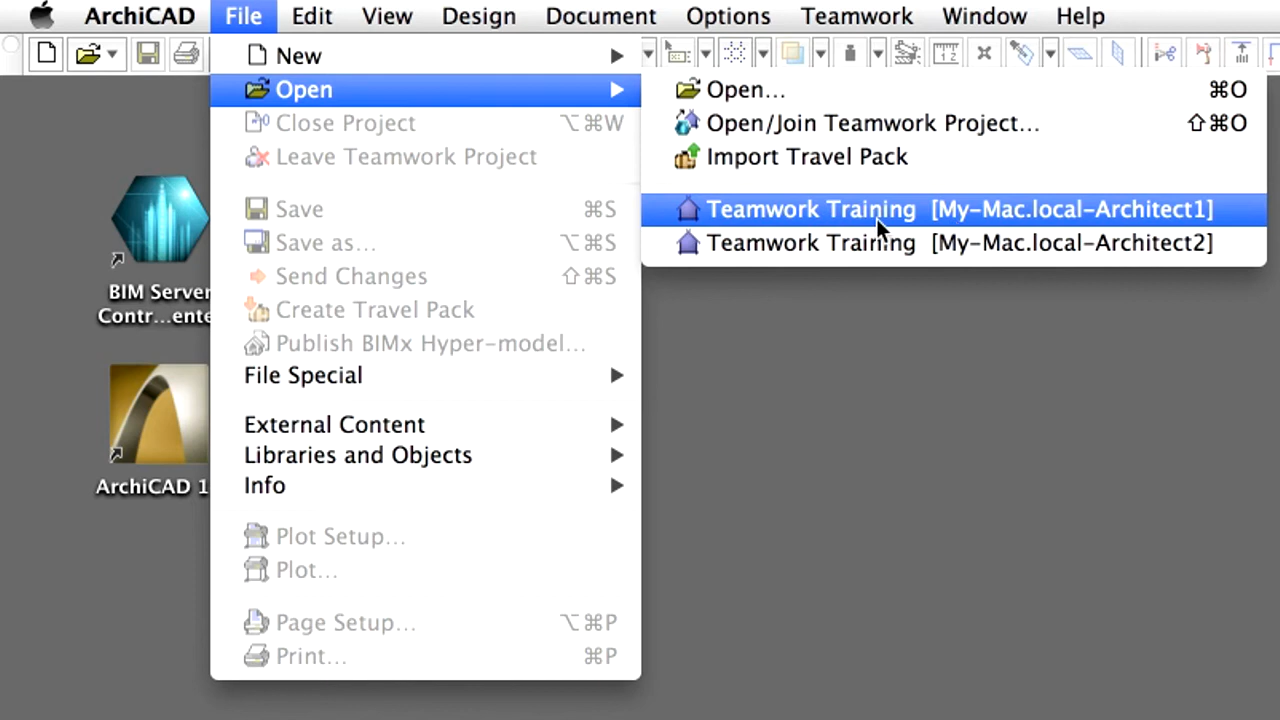 ArchiCAD File Edit View Design Document Options Teamwork Window Help
New
Open
Close Project ⌥⌘W
Leave Teamwork Project
Save ⌘S
Save as... ⌥⌘S
Send Changes ⇧⌘S
Create Travel Pack
Publish BIMx Hyper-model...
File Special
External Content
Libraries and Objects
Info
Plot Setup...
Plot...
Page Setup... ⌥⌘P
Print... ⌘P
Open... ⌘O
Open/Join Teamwork Project... ⇧⌘O
Import Travel Pack
Teamwork Training [My-Mac.local-Architect1]
Teamwork Training [My-Mac.local-Architect2]
BIM Server
Contr...ente
ArchiCAD 1